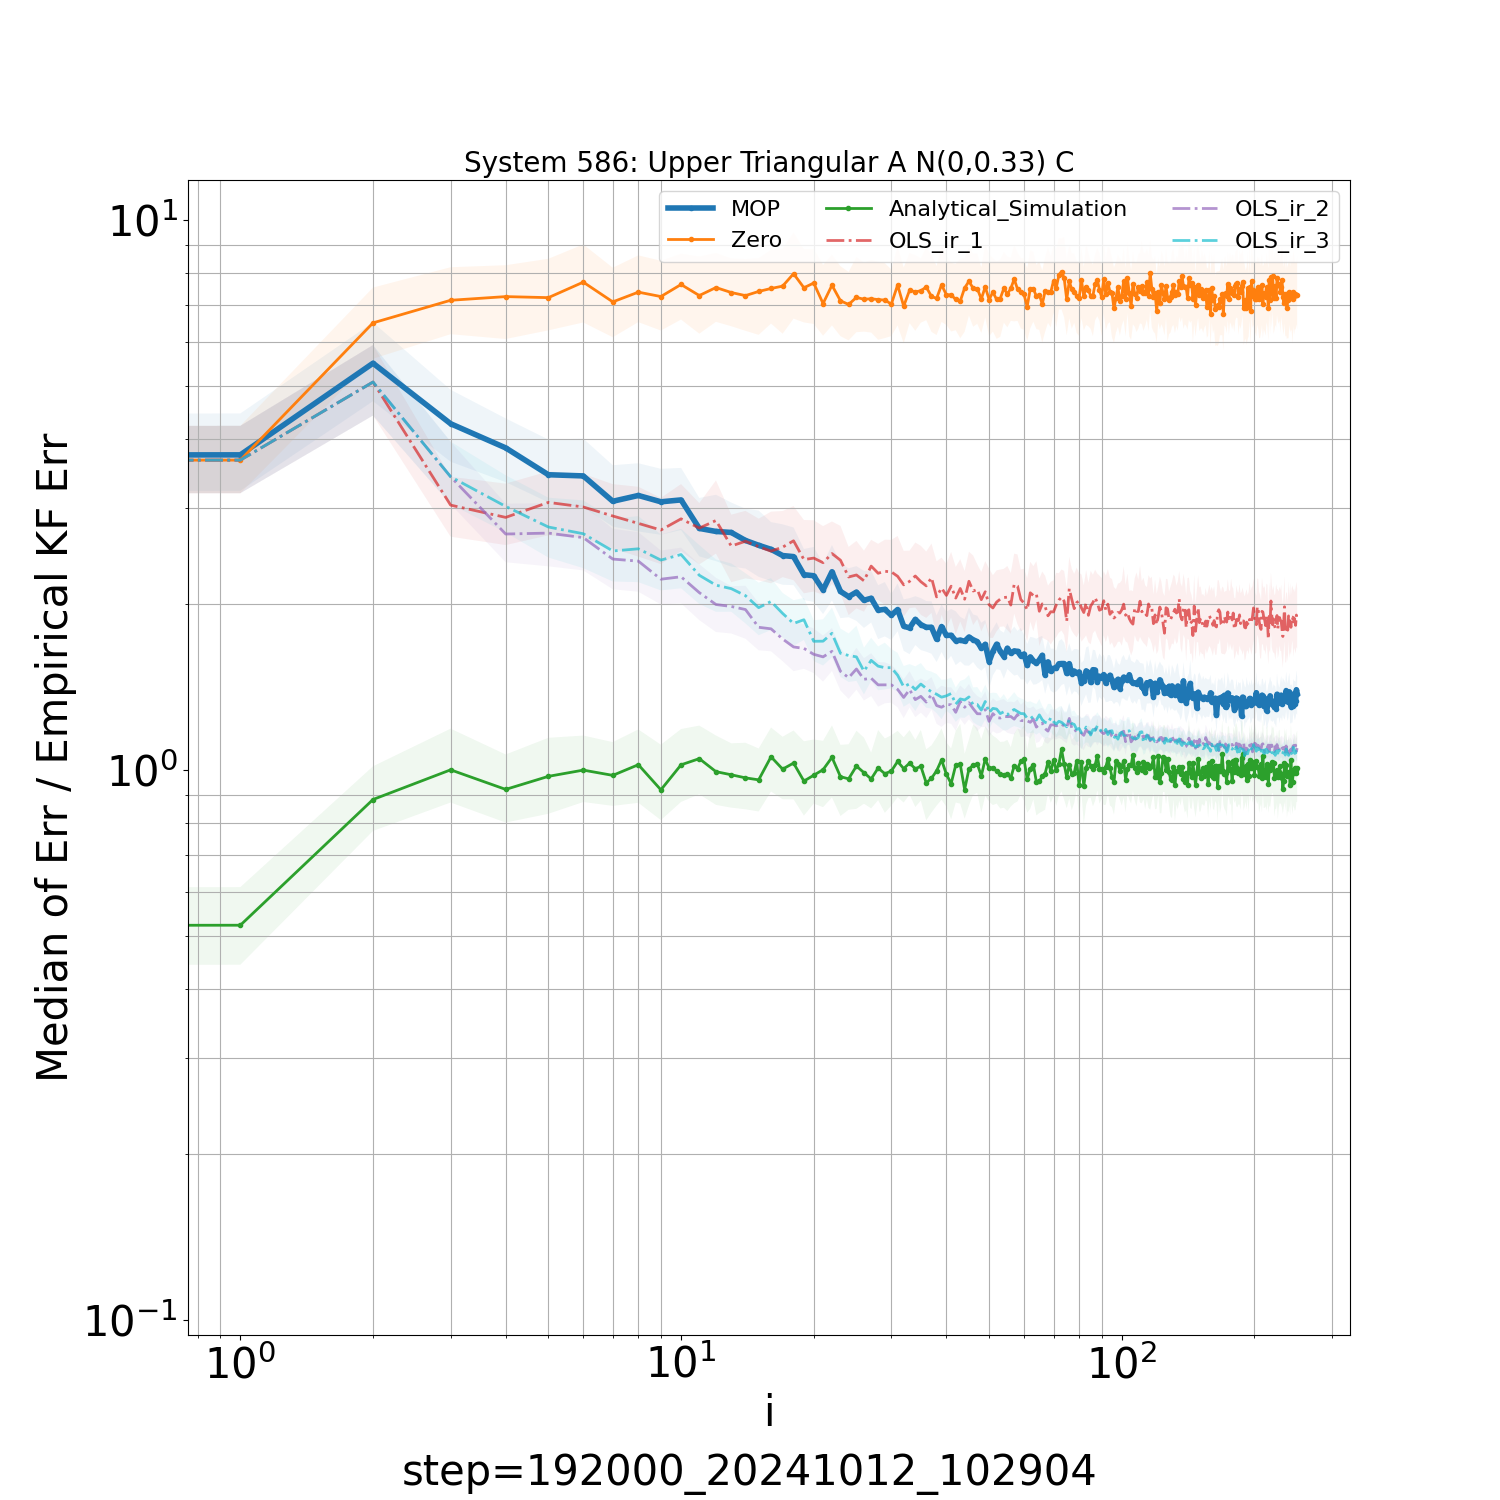 System 586: Upper Triangular A N(0,0.33) C
MOP
Zero
Analytical_Simulation
OLS_ir_1
OLS_ir_2
OLS_ir_3
Median of Err / Empirical KF Err
10¹
10⁰
10⁻¹
10⁰ 10¹ 10²
i
step=192000_20241012_102904